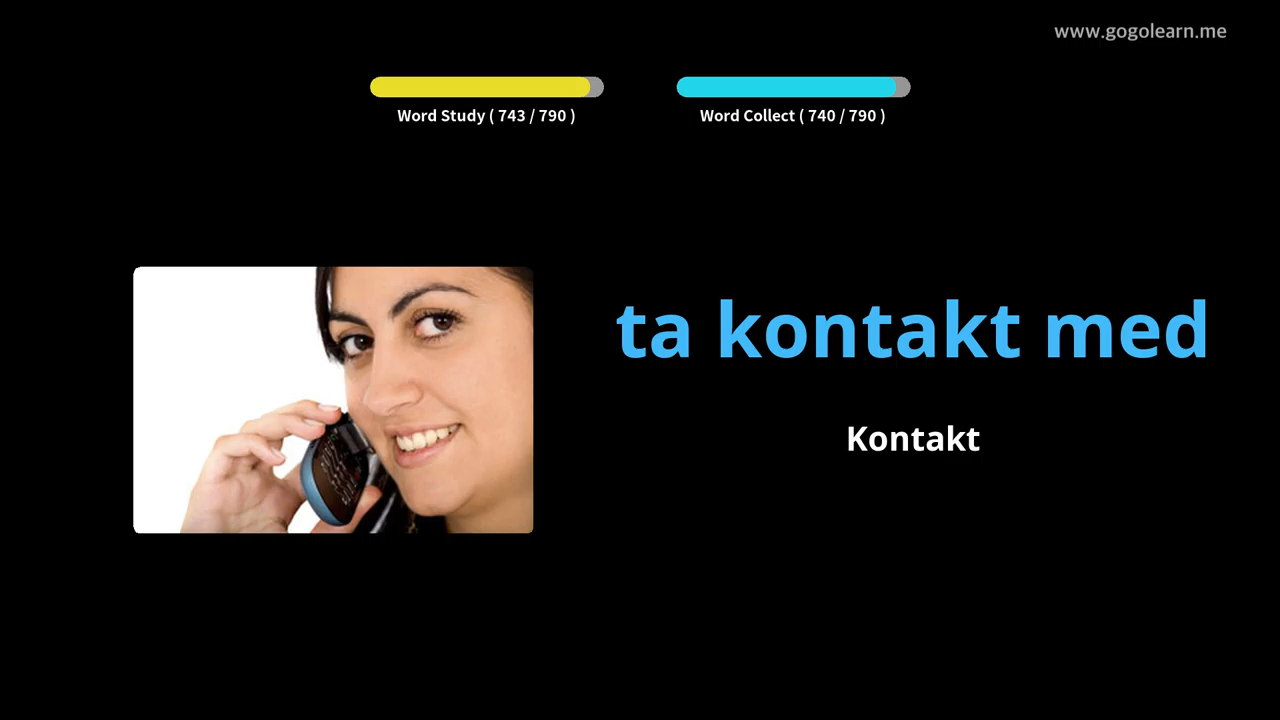 www.gogolearn.me
Word Study ( 743 / 790 )
Word Collect ( 740 / 790 )
ta kontakt med
Kontakt